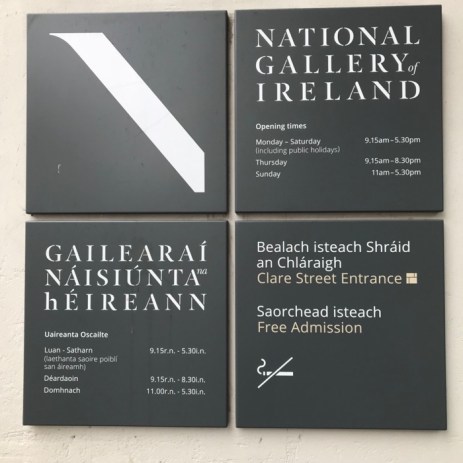 NATIONAL
GALLERY of
IRELAND
Opening times
Monday – Saturday 9.15am–5.30pm
(including public holidays)
Thursday 9.15am–8.30pm
Sunday 11am–5.30pm
GAILEARAÍ
NÁISIÚNTA na
hÉIREANN
Uaireanta Oscailte
Luan - Satharn 9.15r.n. - 5.30i.n.
(laethanta saoire poiblí
san áireamh)
Déardaoin 9.15r.n. - 8.30i.n.
Domhnach 11.00r.n. - 5.30i.n.
Bealach isteach Shráid
an Chláraigh
Clare Street Entrance
Saorchead isteach
Free Admission